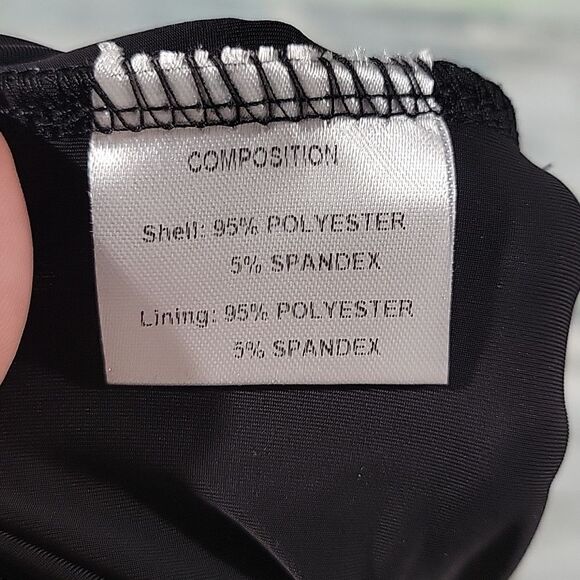 COMPOSITION
Shell: 95% POLYESTER
5% SPANDEX
Lining: 95% POLYESTER
5% SPANDEX